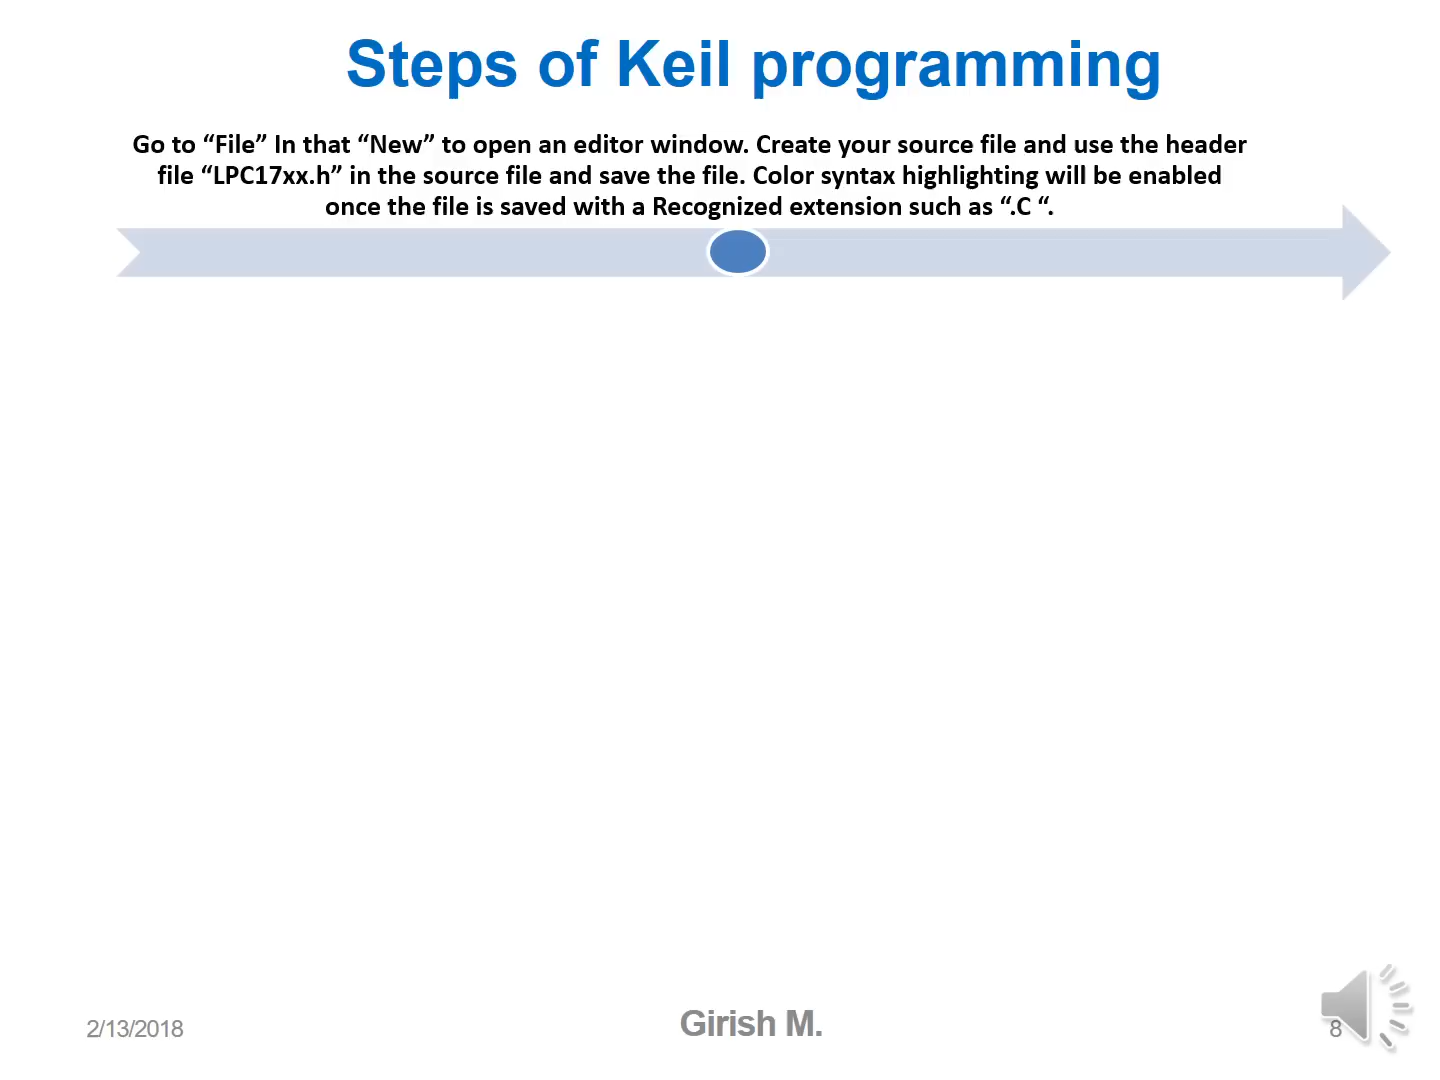 Steps of Keil programming
Go to “File” In that “New” to open an editor window. Create your source file and use the header
file “LPC17xx.h” in the source file and save the file. Color syntax highlighting will be enabled
once the file is saved with a Recognized extension such as “.C “.
2/13/2018
Girish M.
8